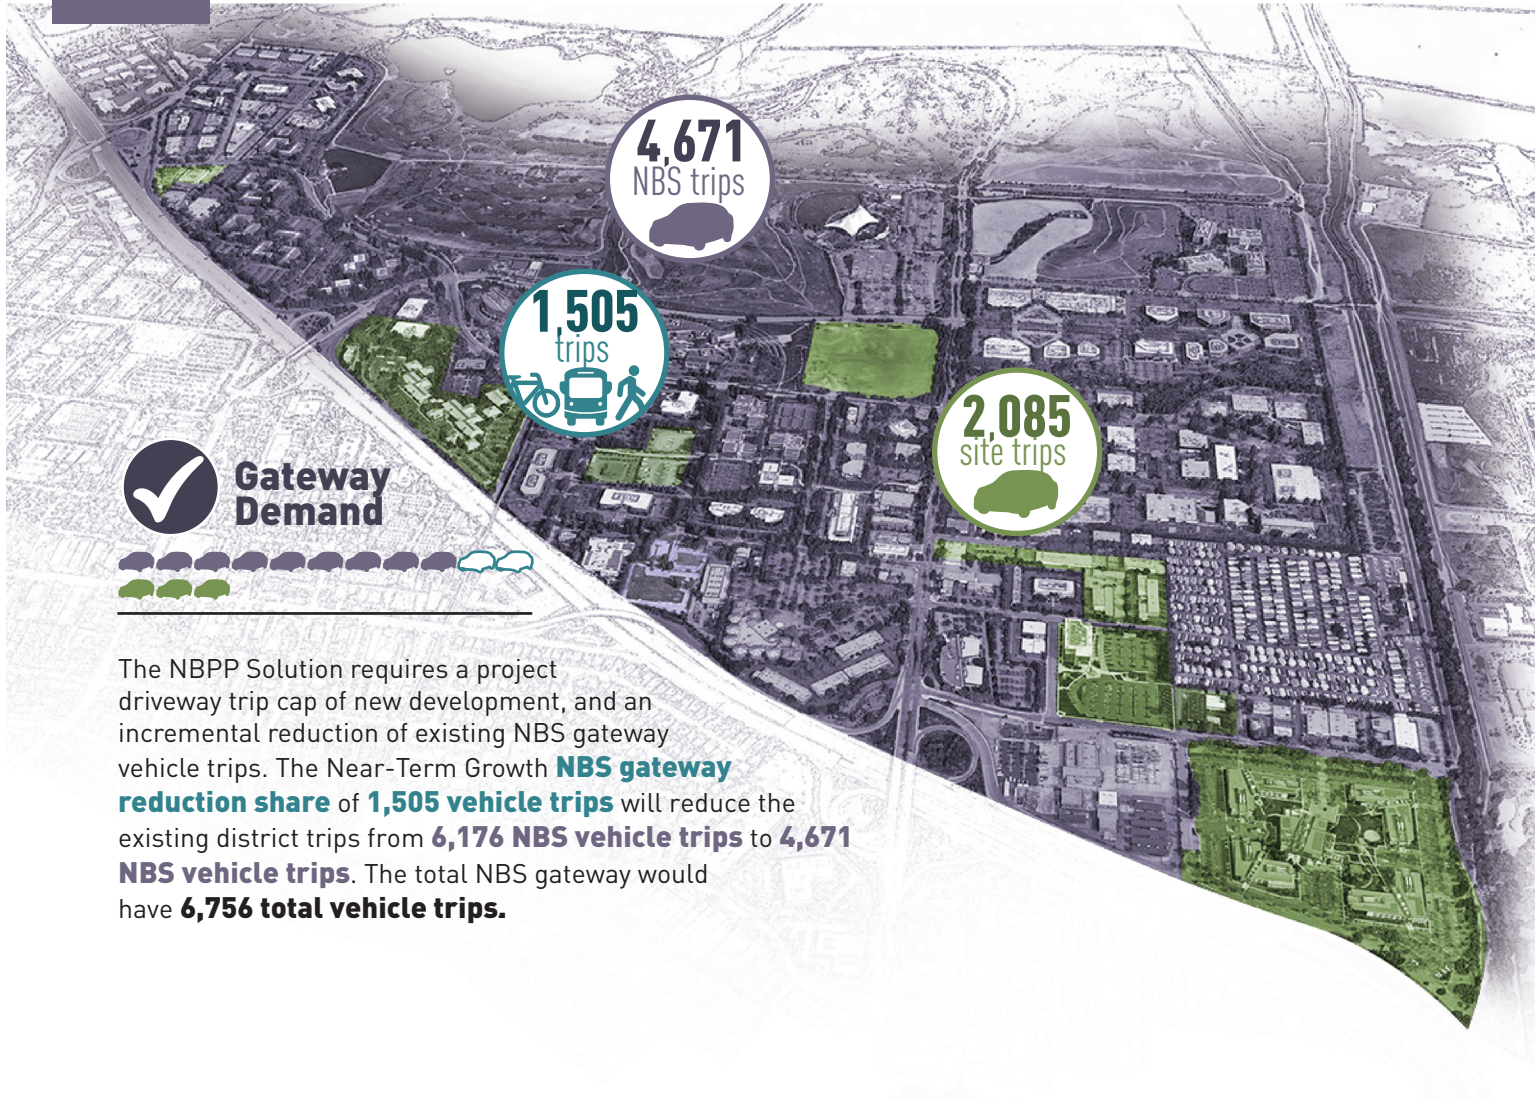 4,671
NBS trips
1,505
trips
2,085
site trips
Gateway
Demand
The NBPP Solution requires a project
driveway trip cap of new development, and an
incremental reduction of existing NBS gateway
vehicle trips. The Near-Term Growth NBS gateway
reduction share of 1,505 vehicle trips will reduce the
existing district trips from 6,176 NBS vehicle trips to 4,671
NBS vehicle trips. The total NBS gateway would
have 6,756 total vehicle trips.